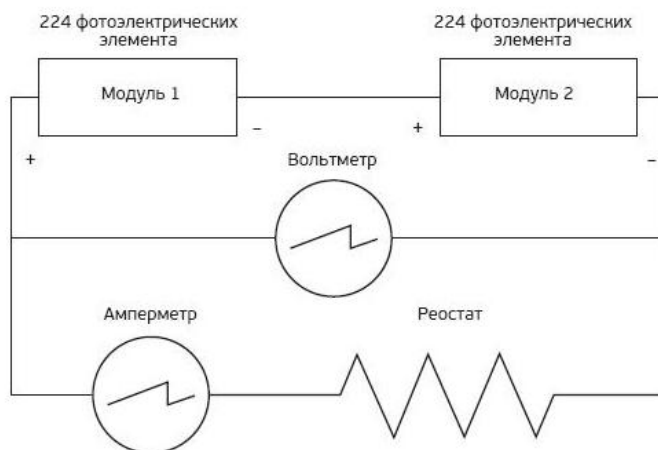 224 фотоэлектрических
элемента
224 фотоэлектрических
элемента
Модуль 1
Модуль 2
–
+
+
–
Вольтметр
Амперметр
Реостат